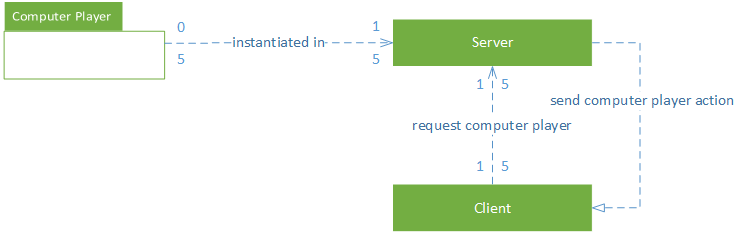 Computer Player
0
1
instantiated in
Server
5
5
1 5
send computer player action
request computer player
1 5
Client